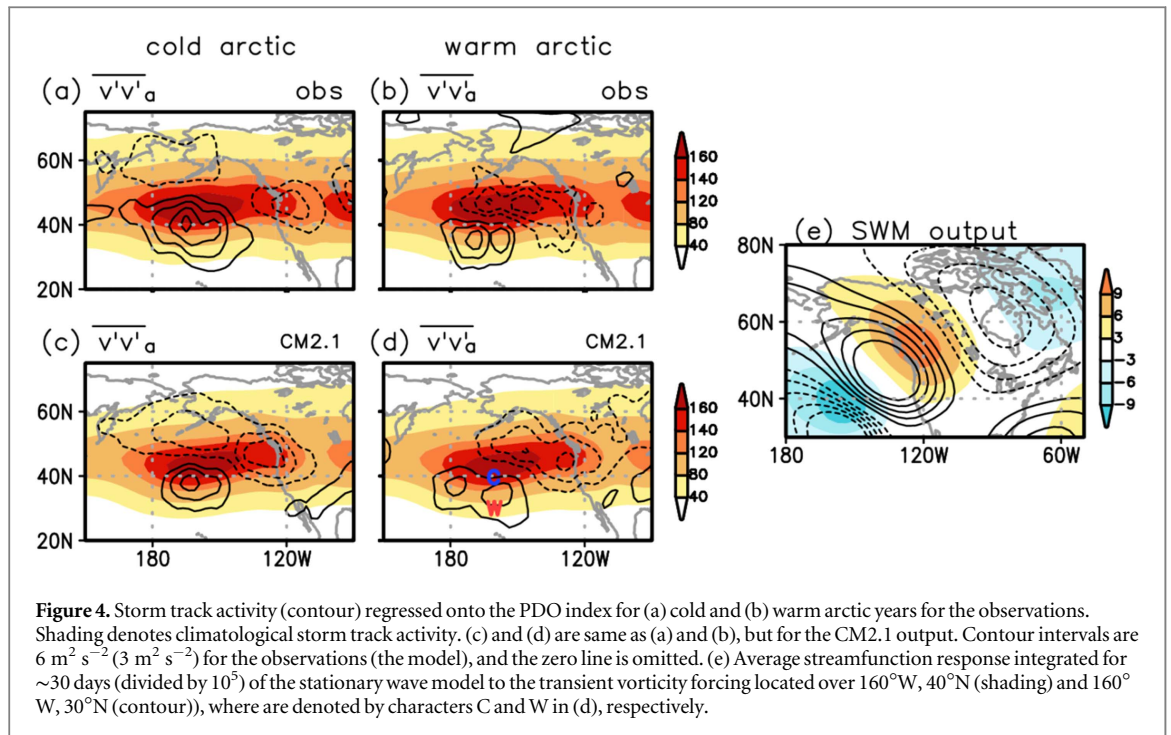 cold arctic
warm arctic
(a) v'v'a obs
(b) v'v'a obs
60N
40N
20N
160
140
120
80
40
(c) v'v'a CM2.1
(d) v'v'a CM2.1
60N
40N
20N
180
120W
180
120W
C
W
160
140
120
80
40
(e) SWM output
80N
60N
40N
180
120W
60W
9
6
3
−3
−6
−9
Figure 4. Storm track activity (contour) regressed onto the PDO index for (a) cold and (b) warm arctic years for the observations.
Shading denotes climatological storm track activity. (c) and (d) are same as (a) and (b), but for the CM2.1 output. Contour intervals are
6 m² s⁻² (3 m² s⁻²) for the observations (the model), and the zero line is omitted. (e) Average streamfunction response integrated for
~30 days (divided by 10⁵) of the stationary wave model to the transient vorticity forcing located over 160°W, 40°N (shading) and 160°
W, 30°N (contour)), where are denoted by characters C and W in (d), respectively.